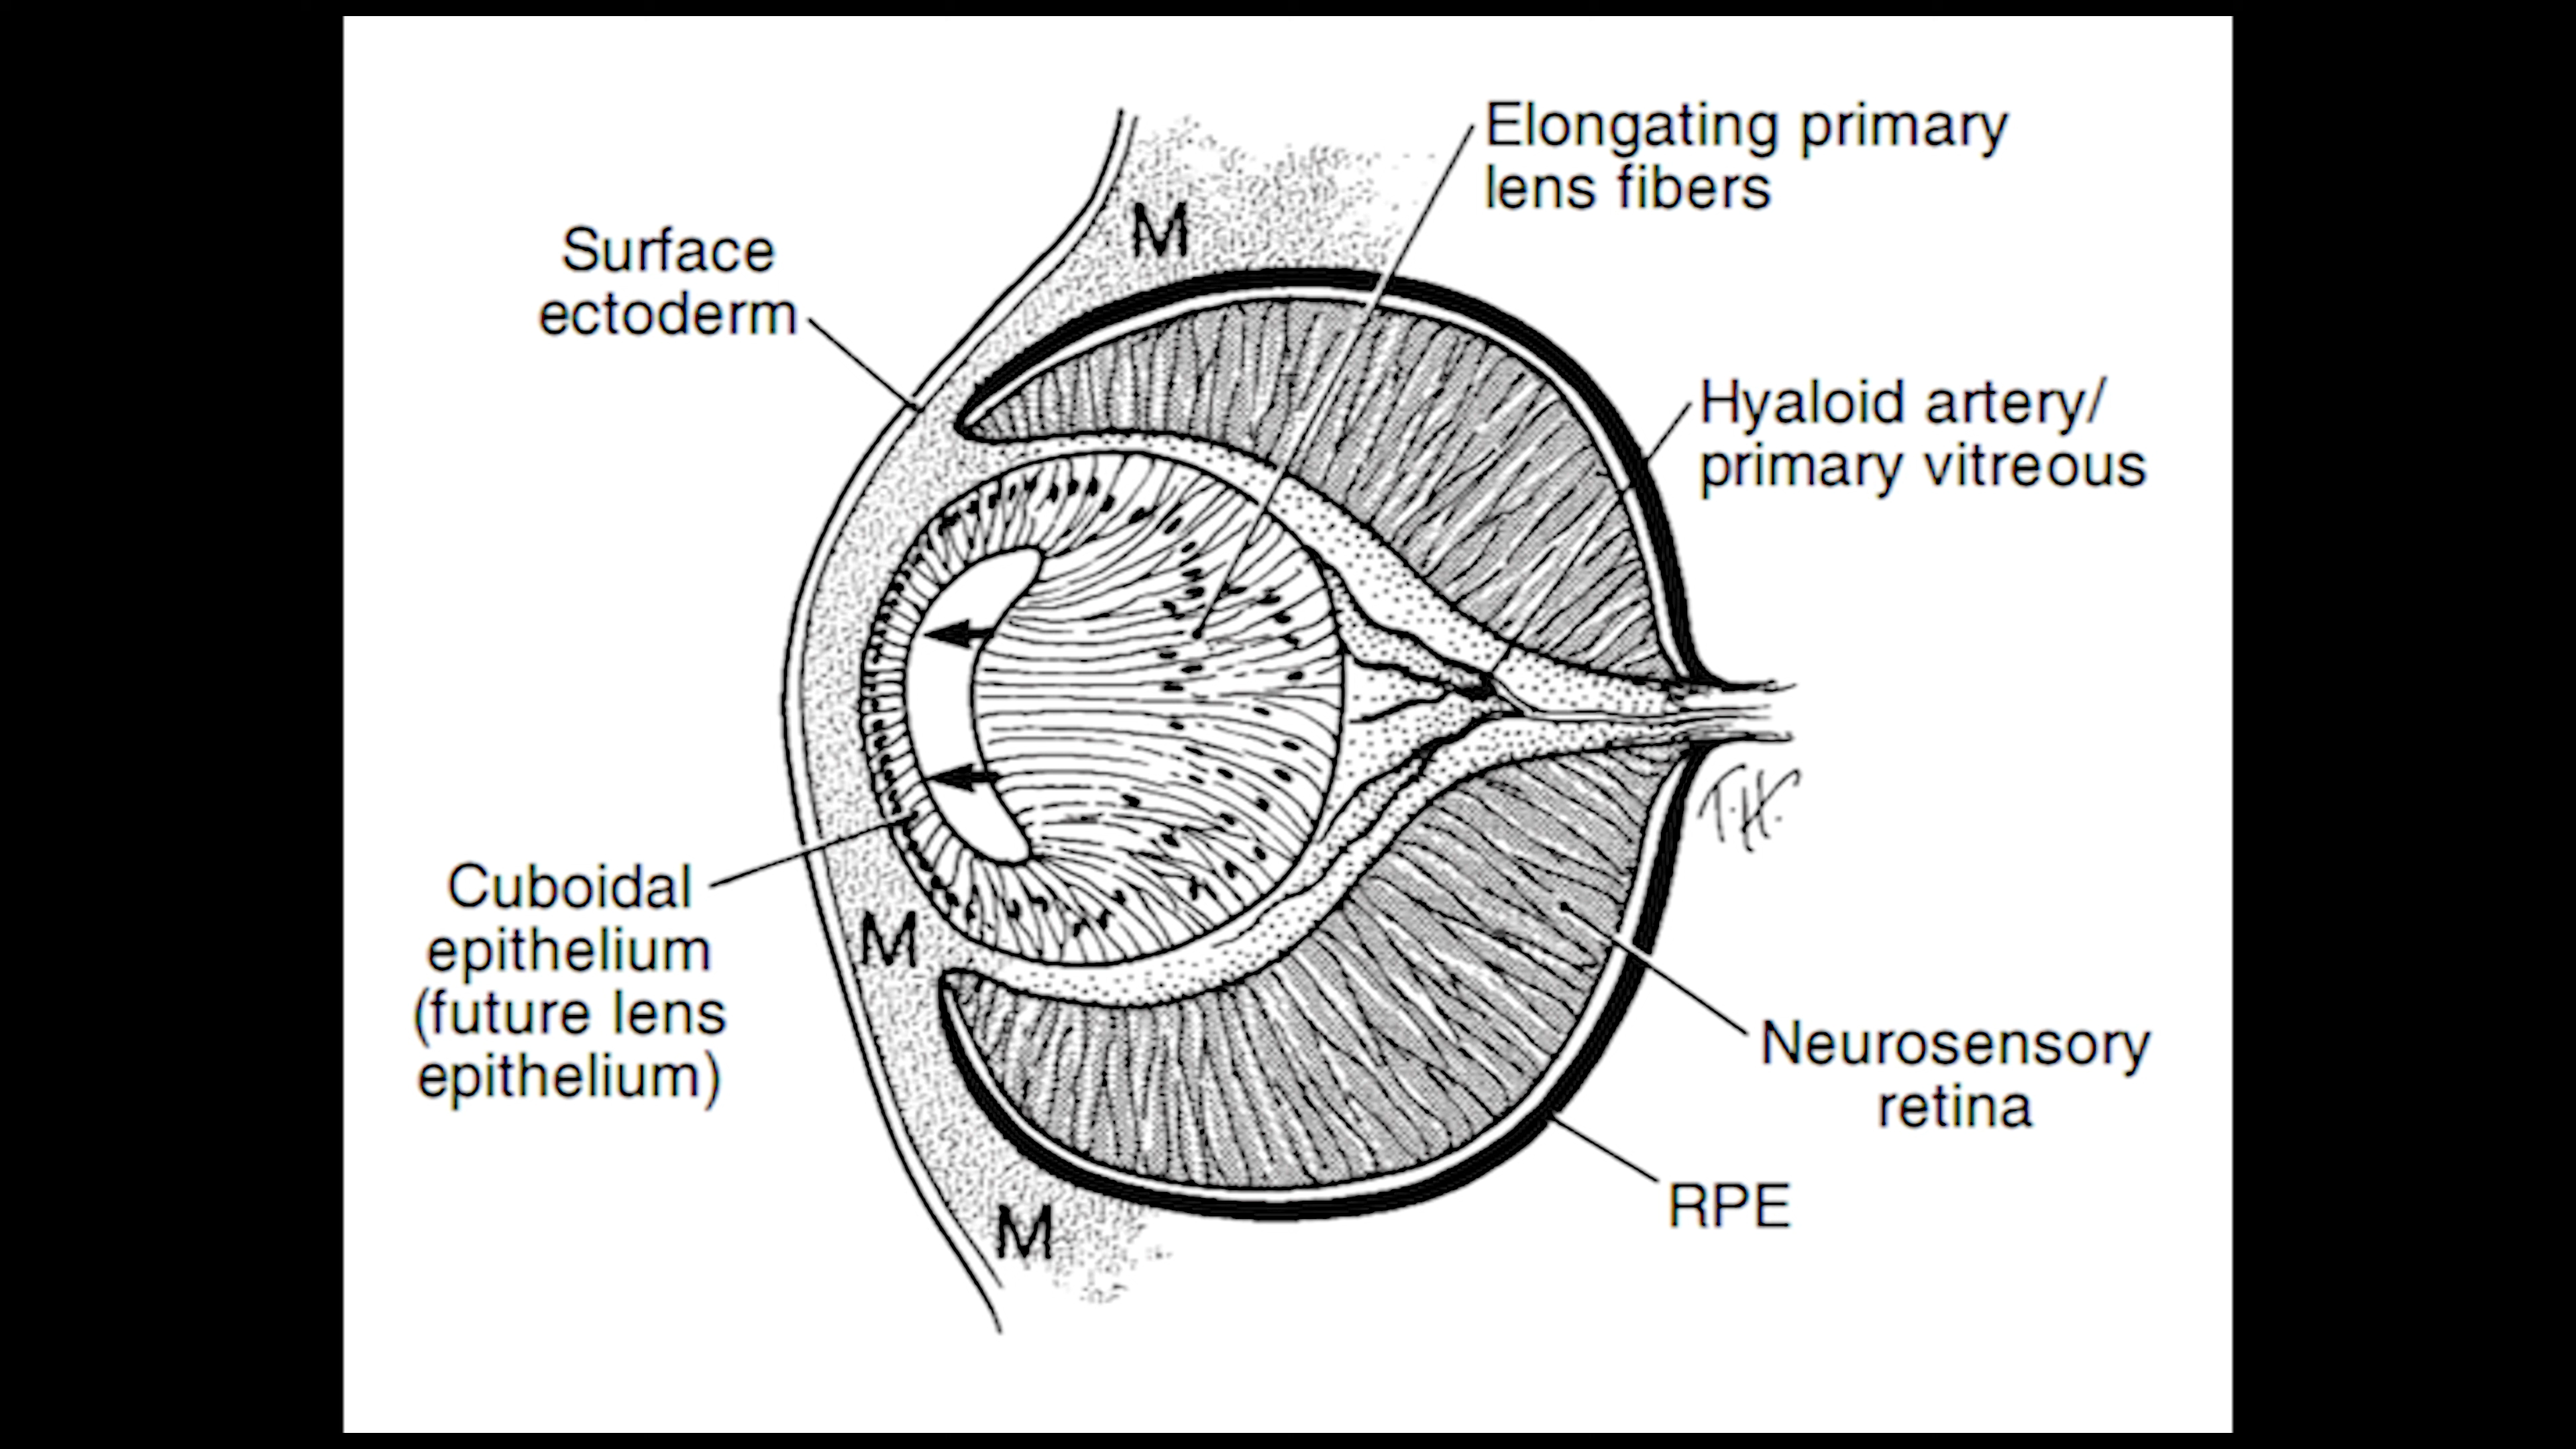 Elongating primary
lens fibers
M
Surface
ectoderm
Hyaloid artery/
primary vitreous
T.H.
Cuboidal
epithelium
(future lens
epithelium)
M
Neurosensory
retina
RPE
M